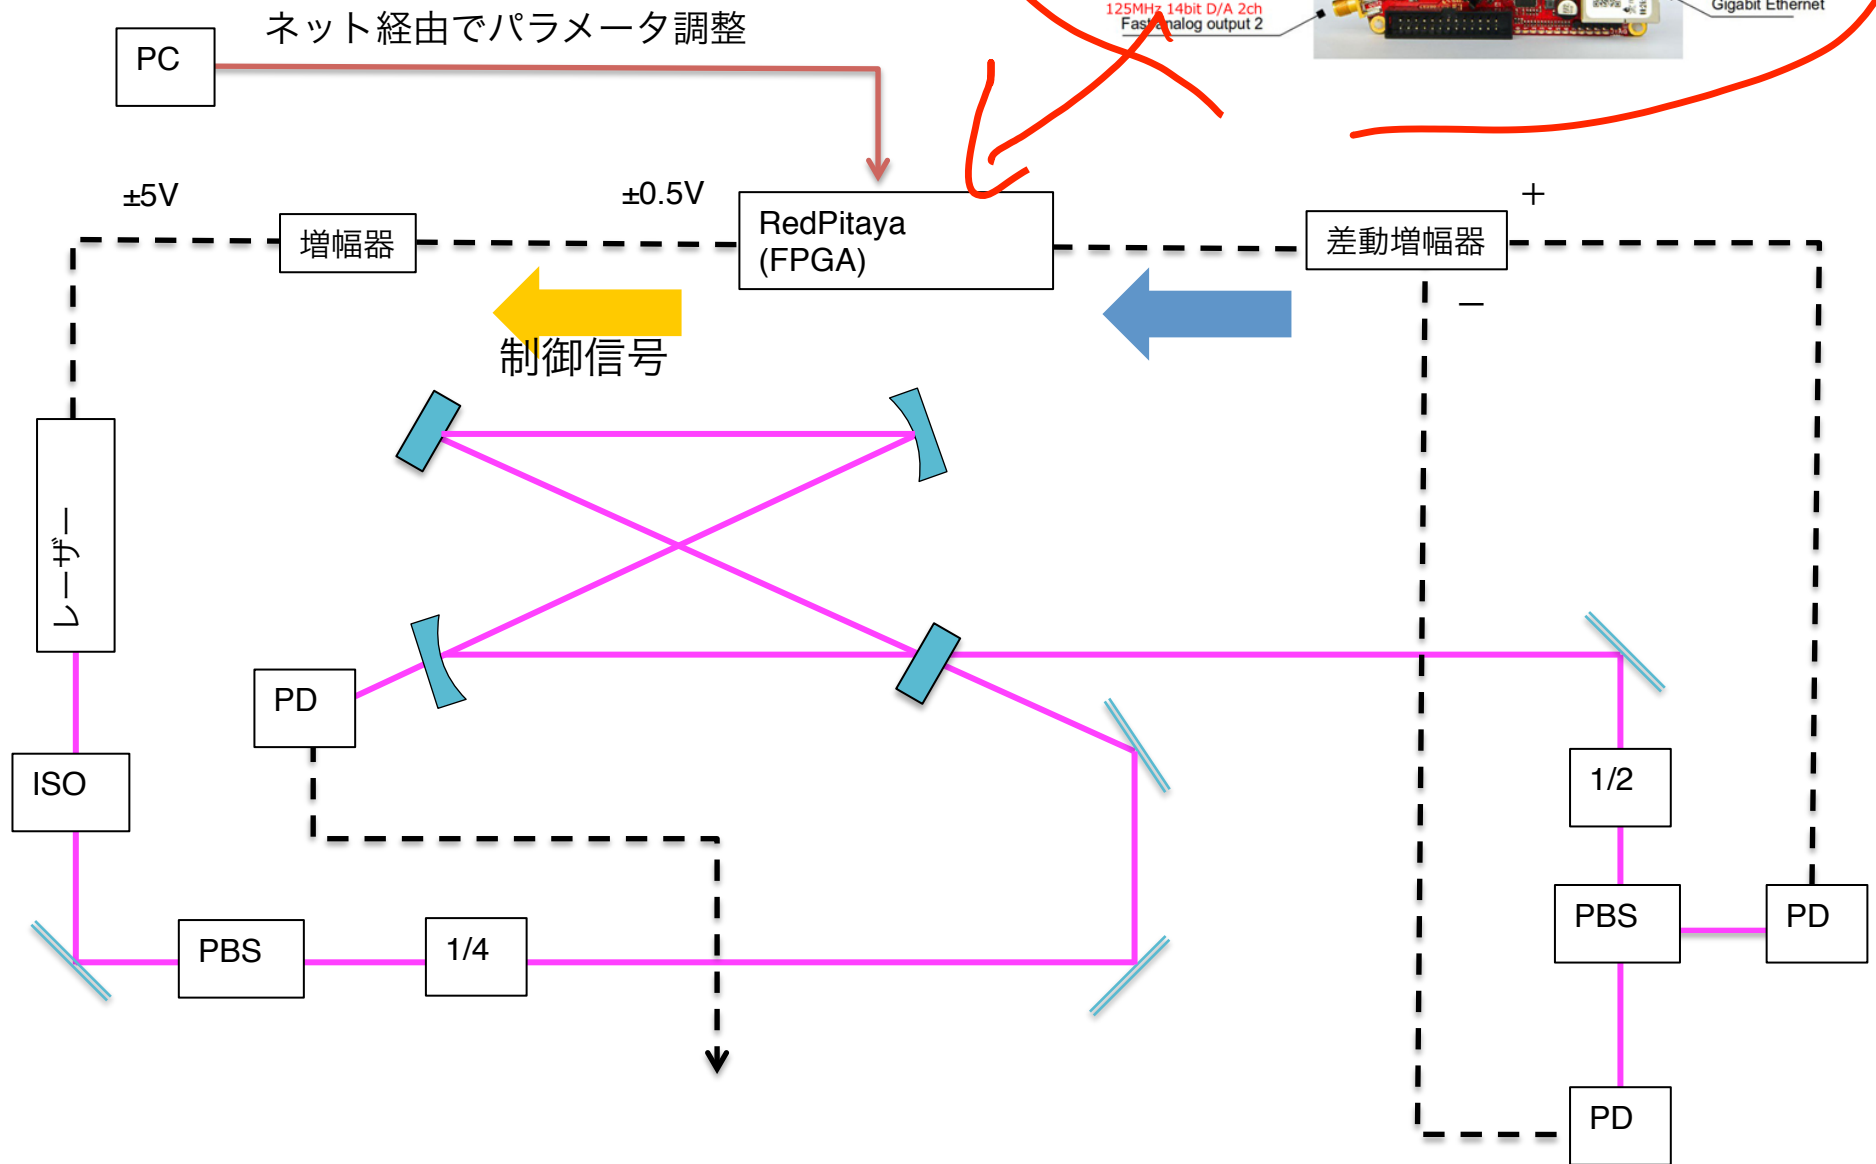 125MHz 14bit D/A 2ch
Fast analog output 2
Gigabit Ethernet
ネット経由でパラメータ調整
PC
±5V
±0.5V
RedPitaya
(FPGA)
増幅器
差動増幅器
+
−
制御信号
レーザー
PD
ISO
1/2
PBS
1/4
PBS
PD
PD